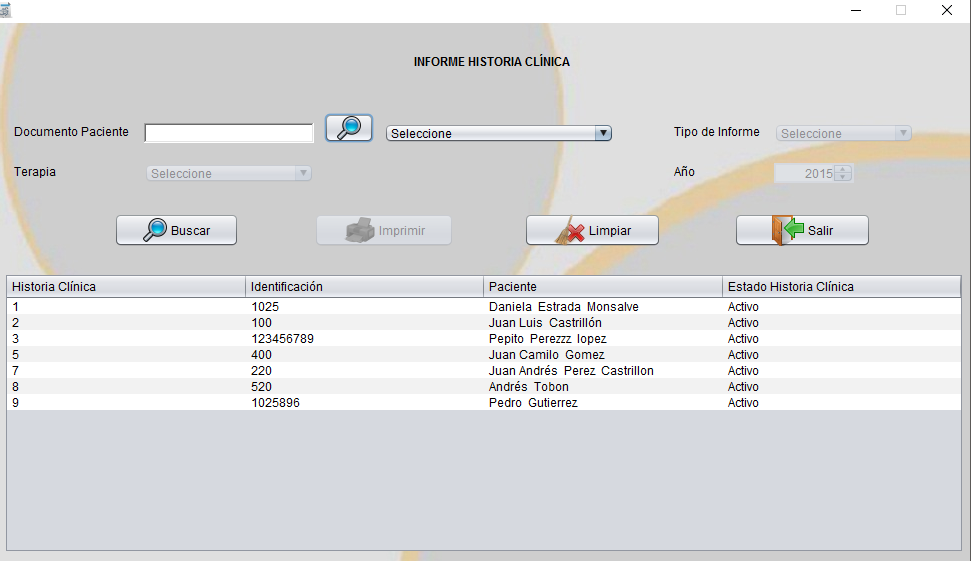 INFORME HISTORIA CLÍNICA
Documento Paciente Seleccione Tipo de Informe Seleccione
Terapia Seleccione Año 2015
Buscar Imprimir Limpiar Salir
Historia Clínica Identificación Paciente Estado Historia Clínica
1 1025 Daniela Estrada Monsalve Activo
2 100 Juan Luis Castrillón Activo
3 123456789 Pepito Perezzz lopez Activo
5 400 Juan Camilo Gomez Activo
7 220 Juan Andrés Perez Castrillon Activo
8 520 Andrés Tobon Activo
9 1025896 Pedro Gutierrez Activo